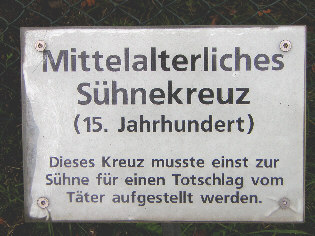 Mittelalterliches
Sühnekreuz
(15. Jahrhundert)
Dieses Kreuz musste einst zur
Sühne für einen Totschlag vom
Täter aufgestellt werden.